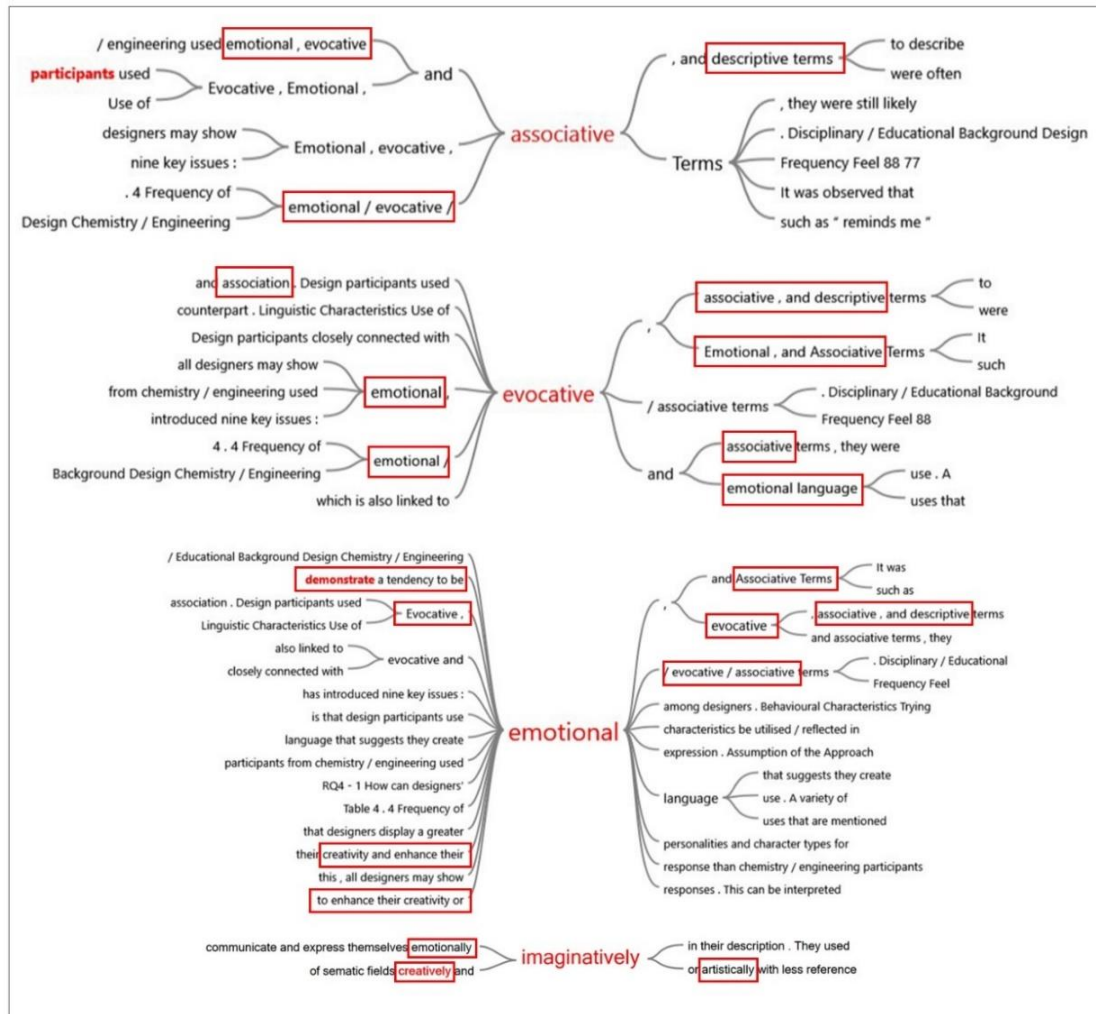 / engineering used emotional , evocative
participants used
Use of
Evocative , Emotional ,
and
designers may show
nine key issues :
Emotional , evocative ,
. 4 Frequency of
Design Chemistry / Engineering
emotional / evocative /
associative
, and descriptive terms
to describe
were often
Terms
, they were still likely
. Disciplinary / Educational Background Design
Frequency Feel 88 77
It was observed that
such as “ reminds me ”
and association . Design participants used
counterpart . Linguistic Characteristics Use of
Design participants closely connected with
all designers may show
from chemistry / engineering used
introduced nine key issues :
emotional ,
4 . 4 Frequency of
Background Design Chemistry / Engineering
emotional /
which is also linked to
evocative
,
associative , and descriptive terms
to
were
Emotional , and Associative Terms
It
such
/ associative terms
. Disciplinary / Educational Background
Frequency Feel 88
and
associative terms , they were
emotional language
use . A
uses that
/ Educational Background Design Chemistry / Engineering
demonstrate a tendency to be
association . Design participants used
Linguistic Characteristics Use of
Evocative ,
also linked to
closely connected with
evocative and
has introduced nine key issues :
is that design participants use
language that suggests they create
participants from chemistry / engineering used
RQ4 - 1 How can designers'
Table 4 . 4 Frequency of
that designers display a greater
their creativity and enhance their
this , all designers may show
to enhance their creativity or
emotional
,
and Associative Terms
It was
such as
evocative
, associative , and descriptive terms
and associative terms , they
/ evocative / associative terms
. Disciplinary / Educational
Frequency Feel
among designers . Behavioural Characteristics Trying
characteristics be utilised / reflected in
expression . Assumption of the Approach
language
that suggests they create
use . A variety of
uses that are mentioned
personalities and character types for
response than chemistry / engineering participants
responses . This can be interpreted
communicate and express themselves emotionally
of sematic fields creatively and
imaginatively
in their description . They used
or artistically with less reference